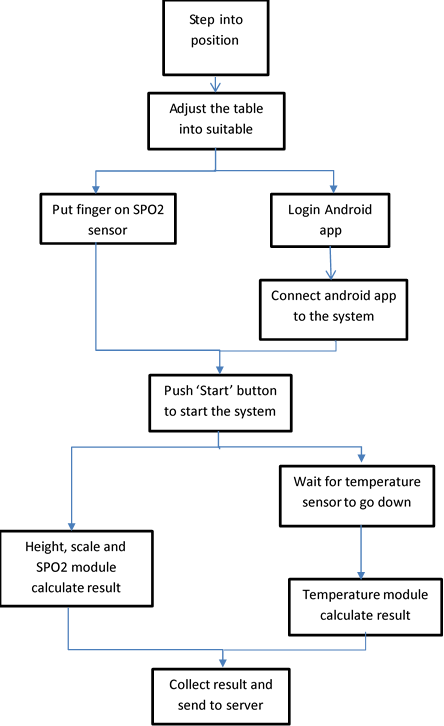 Step into
position
Adjust the table
into suitable
Put finger on SPO2
sensor
Login Android
app
Connect android app
to the system
Push ‘Start’ button
to start the system
Wait for temperature
sensor to go down
Height, scale and
SPO2 module
calculate result
Temperature module
calculate result
Collect result and
send to server